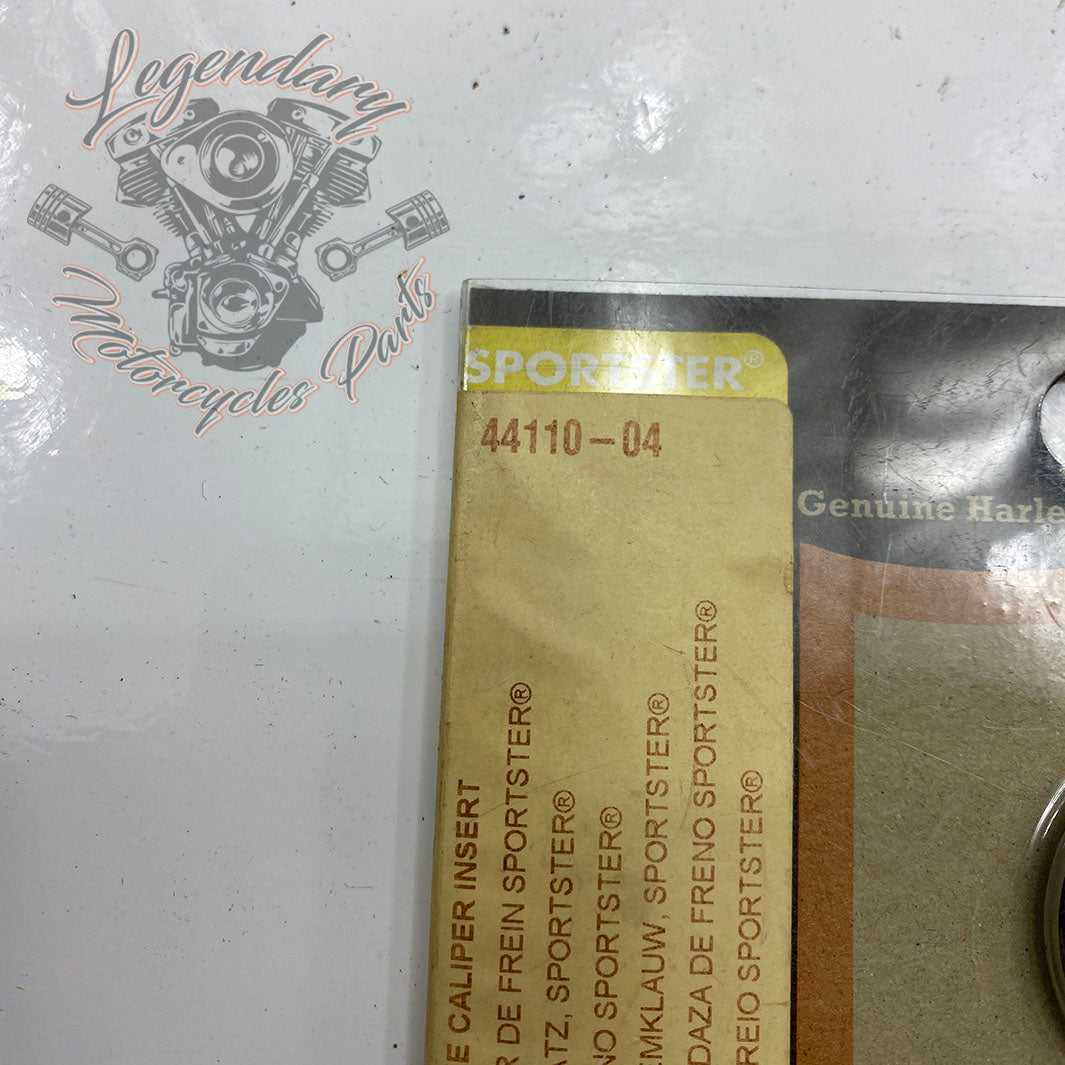 Legendary
Motorcycles Parts
SPORTSTER®
44110-04
Genuine Harle
E CALIPER INSERT
R DE FREIN SPORTSTER®
ATZ, SPORTSTER®
NO SPORTSTER®
EMKLAUW, SPORTSTER®
DAZA DE FRENO SPORTSTER®
REIO SPORTSTER®